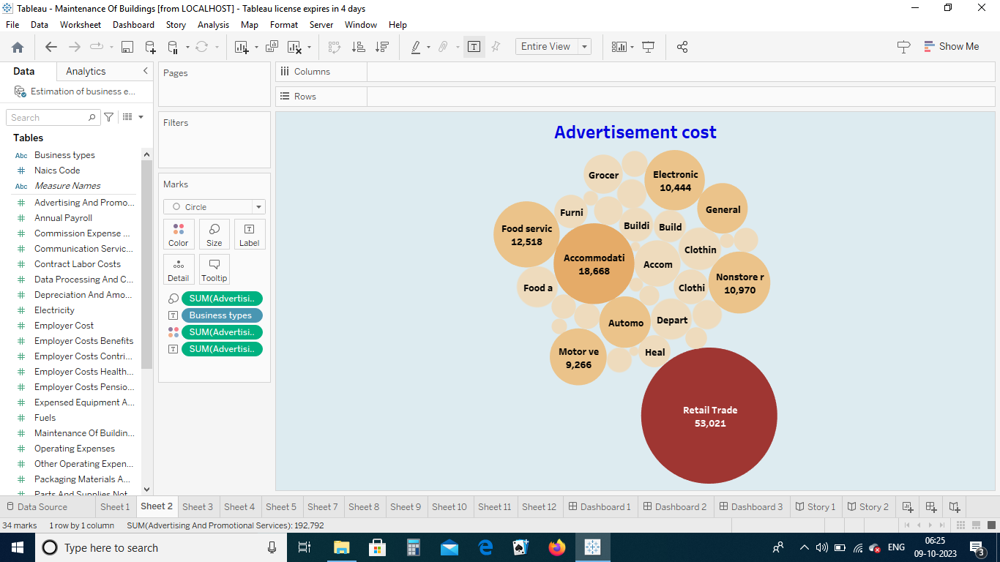 Tableau - Maintenance Of Buildings [from LOCALHOST] - Tableau license expires in 4 days
File Data Worksheet Dashboard Story Analysis Map Format Server Window Help
Entire View
Show Me
Data Analytics
Estimation of business e...
Search
Tables
Abc Business types
# Naics Code
Abc Measure Names
# Advertising And Promo...
# Annual Payroll
# Commission Expense ...
# Communication Servic...
# Contract Labor Costs
# Data Processing And C...
# Depreciation And Amo...
# Electricity
# Employer Cost
# Employer Costs Benefits
# Employer Costs Contri...
# Employer Costs Health...
# Employer Costs Pensio...
# Expensed Equipment A...
# Fuels
# Maintenance Of Buildin...
# Operating Expenses
# Other Operating Expen...
# Packaging Materials A...
# Parts And Supplies Not
Pages
Filters
Marks
Circle
Color Size Label
Detail Tooltip
SUM(Advertisi..
Business types
SUM(Advertisi..
SUM(Advertisi..
Columns
Rows
Advertisement cost
Grocer
Electronic
10,444
General
Furni
Food servic
12,518
Buildi
Build
Accommodati
18,668
Clothin
Accom
Nonstore r
10,970
Food a
Clothi
Automo
Depart
Motor ve
9,266
Heal
Retail Trade
53,021
Data Source Sheet 1 Sheet 2 Sheet 3 Sheet 4 Sheet 5 Sheet 6 Sheet 7 Sheet 8 Sheet 9 Sheet 10 Sheet 11 Sheet 12 Dashboard 1 Dashboard 2 Dashboard 3 Story 1 Story 2
34 marks 1 row by 1 column SUM(Advertising And Promotional Services): 192,792
Type here to search
ENG
06:25
09-10-2023
3